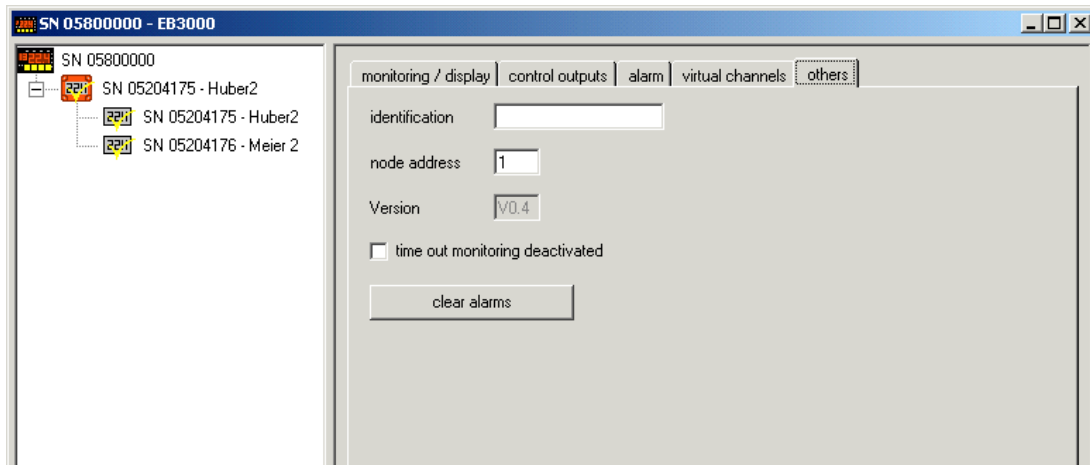 SN 05800000 - EB3000
SN 05800000
SN 05204175 - Huber2
SN 05204175 - Huber2
SN 05204176 - Meier 2
monitoring / display control outputs alarm virtual channels others
identification
node address 1
Version V0.4
time out monitoring deactivated
clear alarms